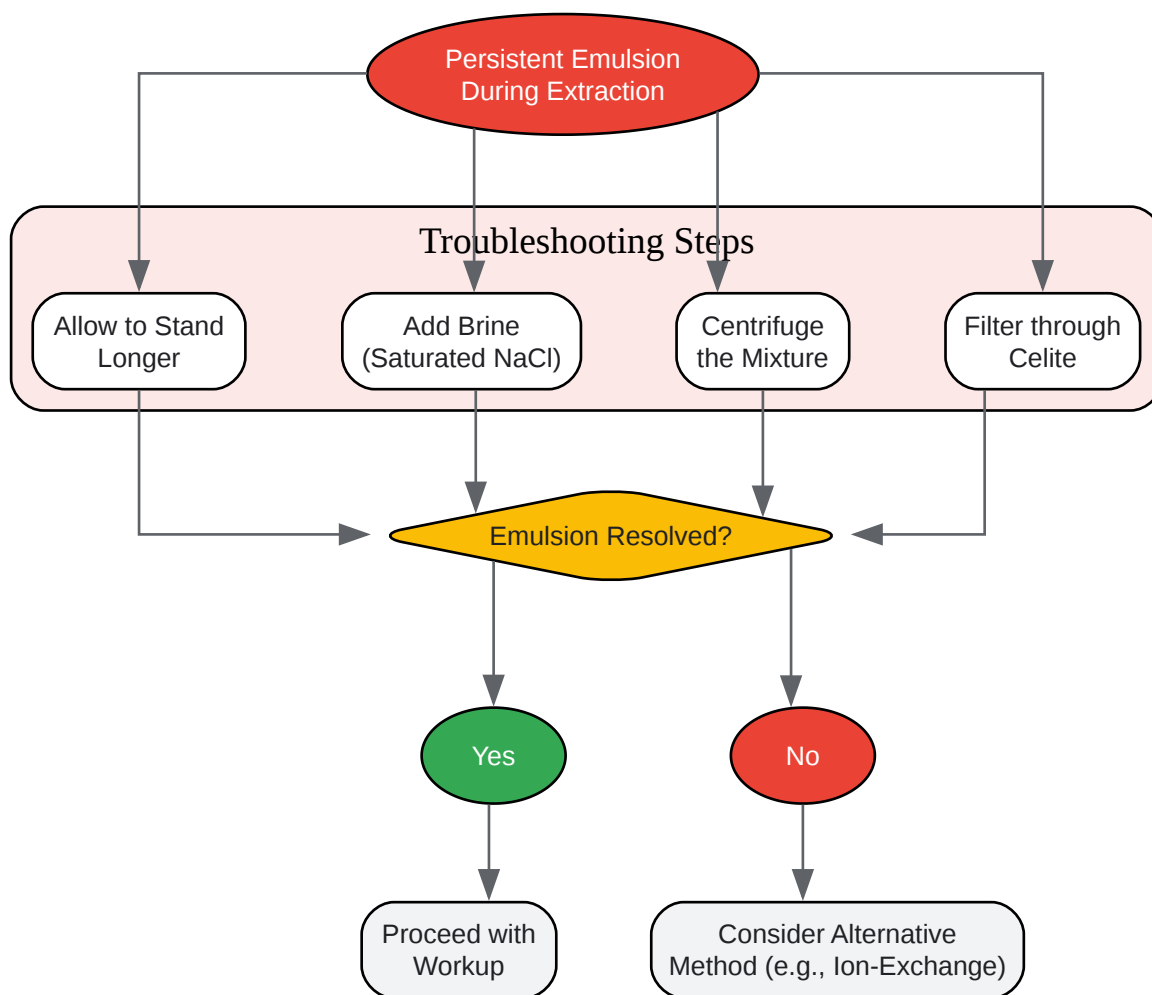 Persistent Emulsion
During Extraction
Troubleshooting Steps
Allow to Stand
Longer
Add Brine
(Saturated NaCl)
Centrifuge
the Mixture
Filter through
Celite
Emulsion Resolved?
Yes
No
Proceed with
Workup
Consider Alternative
Method (e.g., Ion-Exchange)